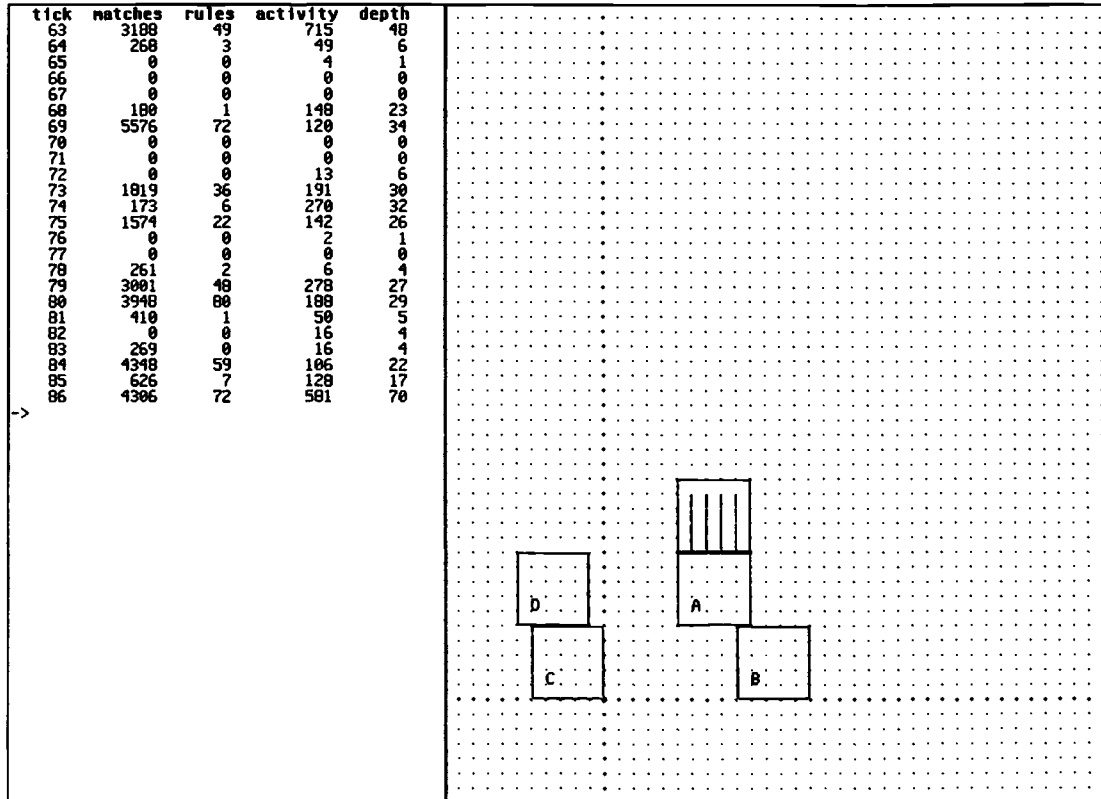 tick matches rules activity depth
63 3188 49 715 48
64 268 3 49 6
65 0 0 4 1
66 0 0 0 0
67 0 0 0 0
68 180 1 148 23
69 5576 72 120 34
70 0 0 0 0
71 0 0 0 0
72 0 0 13 6
73 1819 36 191 30
74 173 6 270 32
75 1574 22 142 26
76 0 0 2 1
77 0 0 0 0
78 261 2 6 4
79 3001 48 278 27
80 3948 80 188 29
81 410 1 50 5
82 0 0 16 4
83 269 0 16 4
84 4348 59 106 22
85 626 7 128 17
86 4306 72 581 70
->
D A
C B